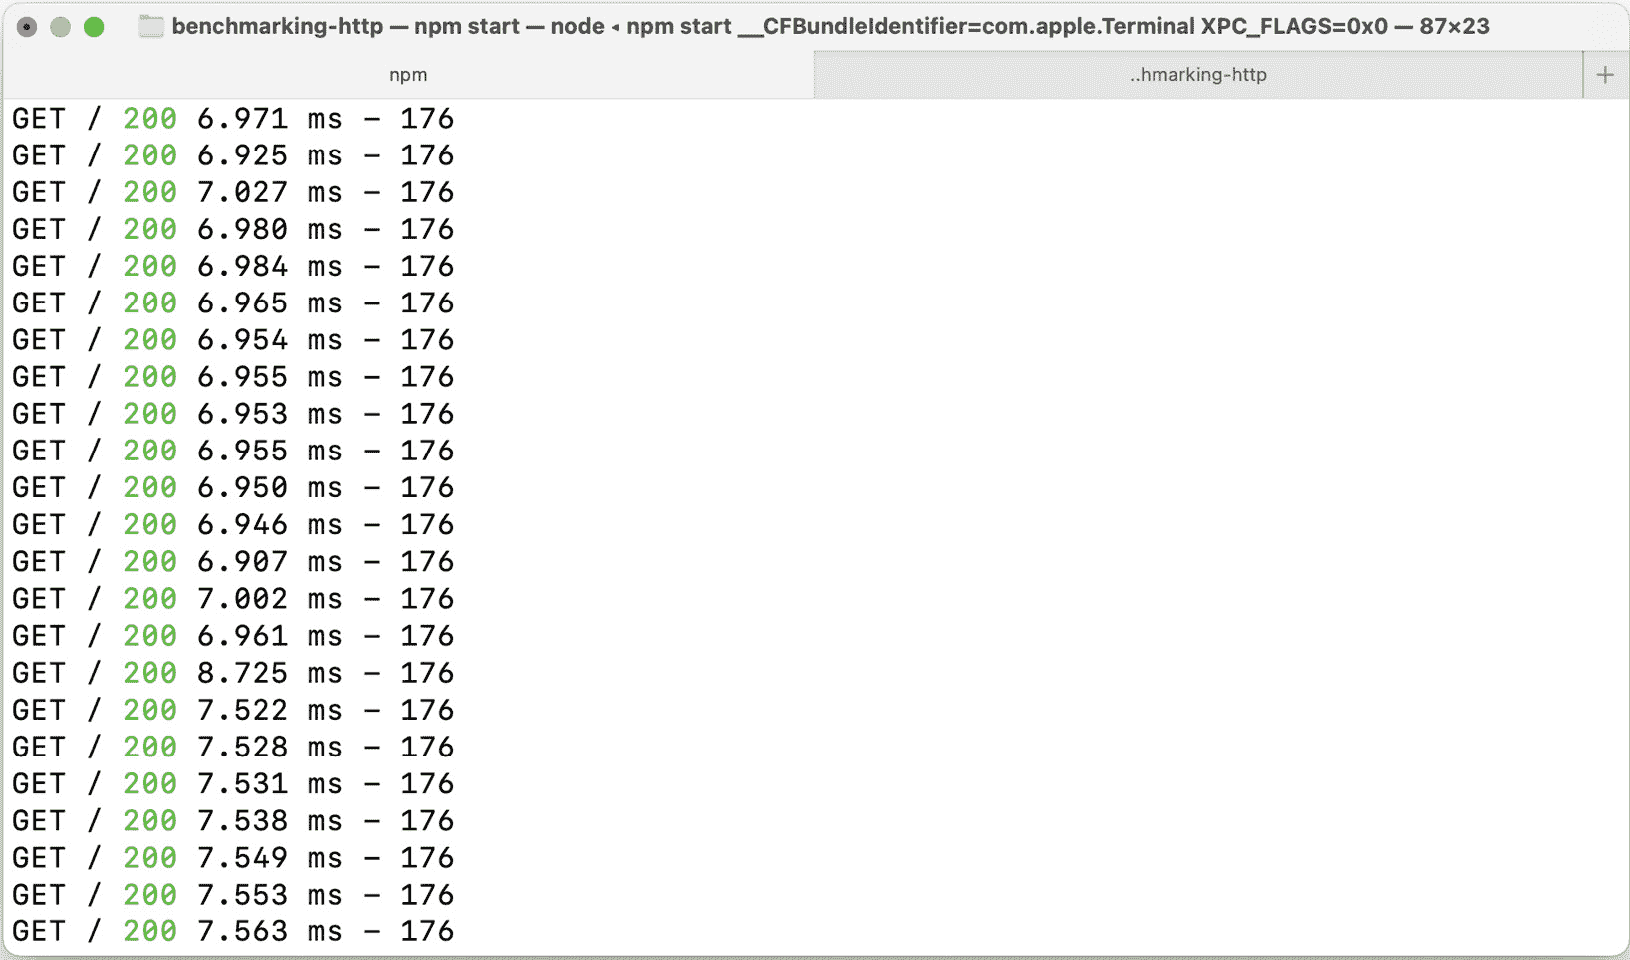 benchmarking-http — npm start — node ◂ npm start __CFBundleIdentifier=com.apple.Terminal XPC_FLAGS=0x0 — 87×23
npm
..hmarking-http
+
GET / 200 6.971 ms - 176
GET / 200 6.925 ms - 176
GET / 200 7.027 ms - 176
GET / 200 6.980 ms - 176
GET / 200 6.984 ms - 176
GET / 200 6.965 ms - 176
GET / 200 6.954 ms - 176
GET / 200 6.955 ms - 176
GET / 200 6.953 ms - 176
GET / 200 6.955 ms - 176
GET / 200 6.950 ms - 176
GET / 200 6.946 ms - 176
GET / 200 6.907 ms - 176
GET / 200 7.002 ms - 176
GET / 200 6.961 ms - 176
GET / 200 8.725 ms - 176
GET / 200 7.522 ms - 176
GET / 200 7.528 ms - 176
GET / 200 7.531 ms - 176
GET / 200 7.538 ms - 176
GET / 200 7.549 ms - 176
GET / 200 7.553 ms - 176
GET / 200 7.563 ms - 176